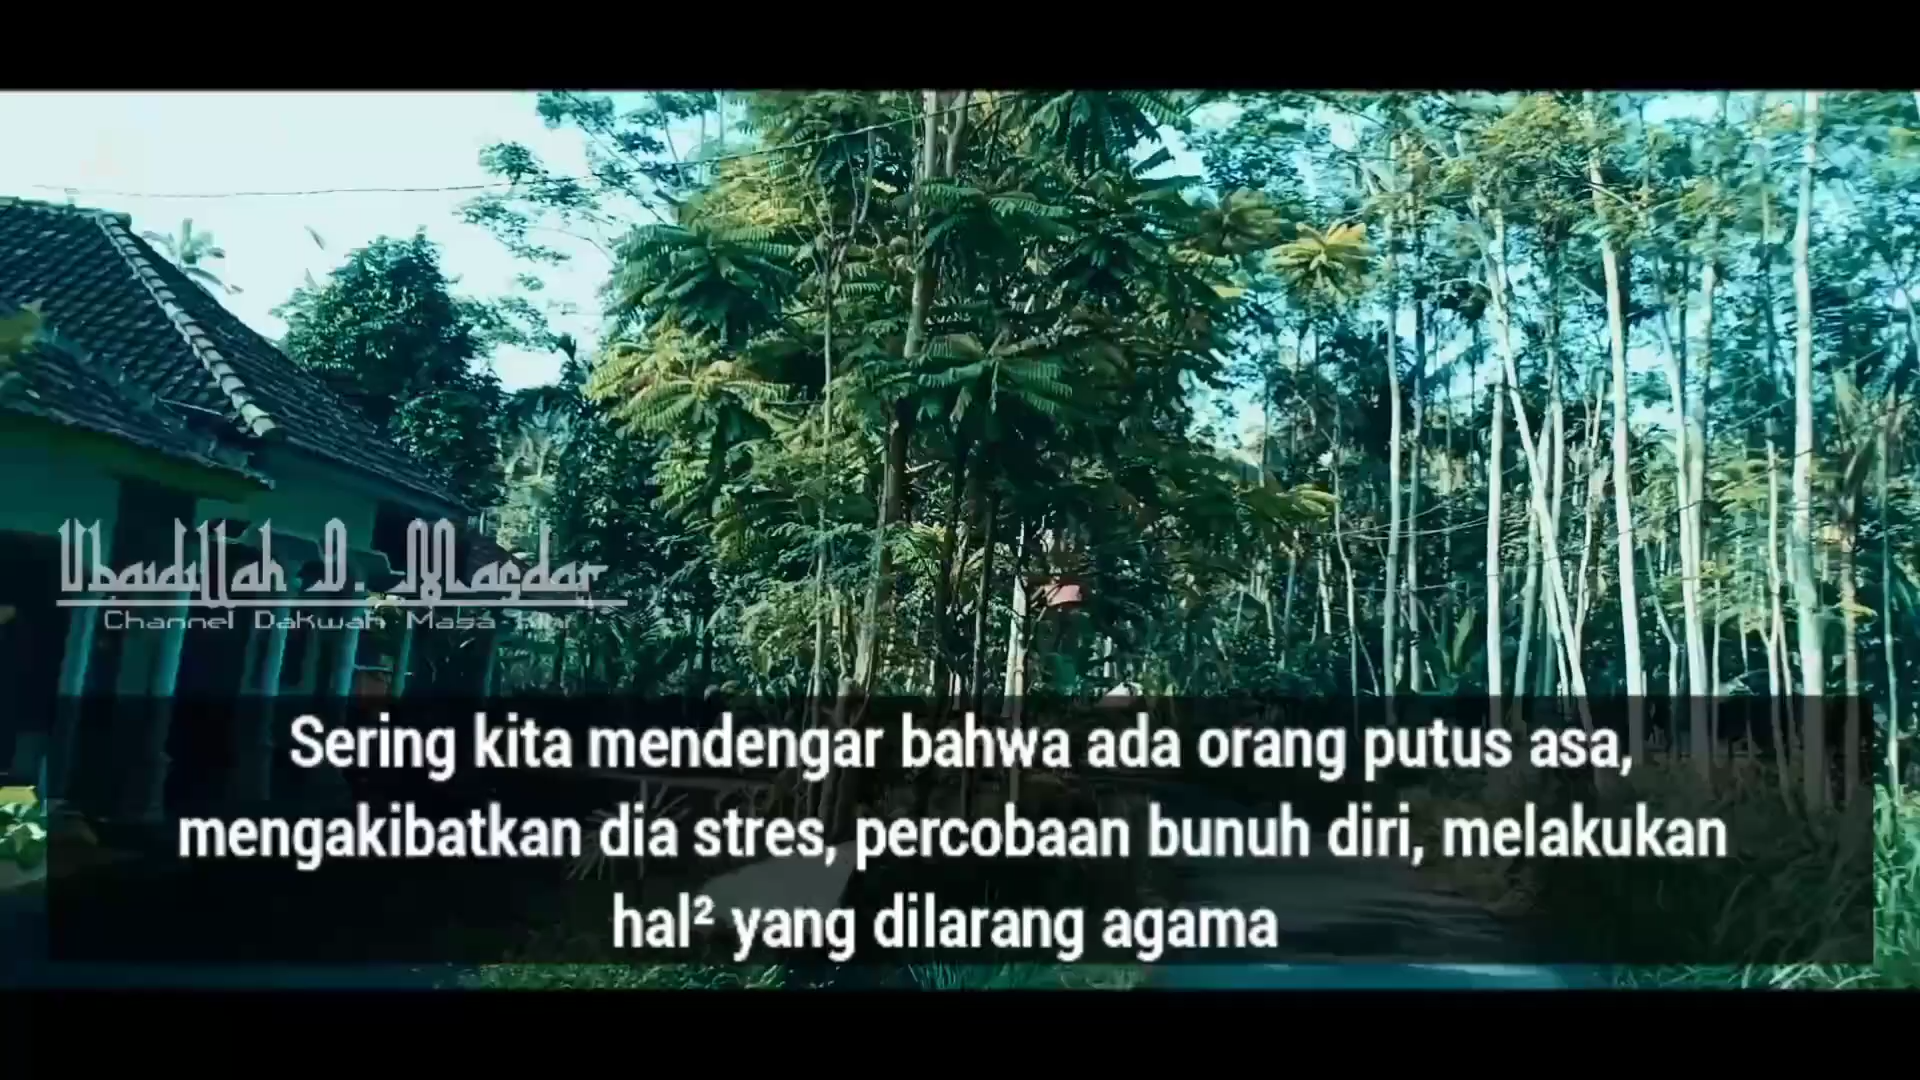 Ubaidillah D. Masdar
Channel Dakwah Masa
Sering kita mendengar bahwa ada orang putus asa,
mengakibatkan dia stres, percobaan bunuh diri, melakukan
hal² yang dilarang agama